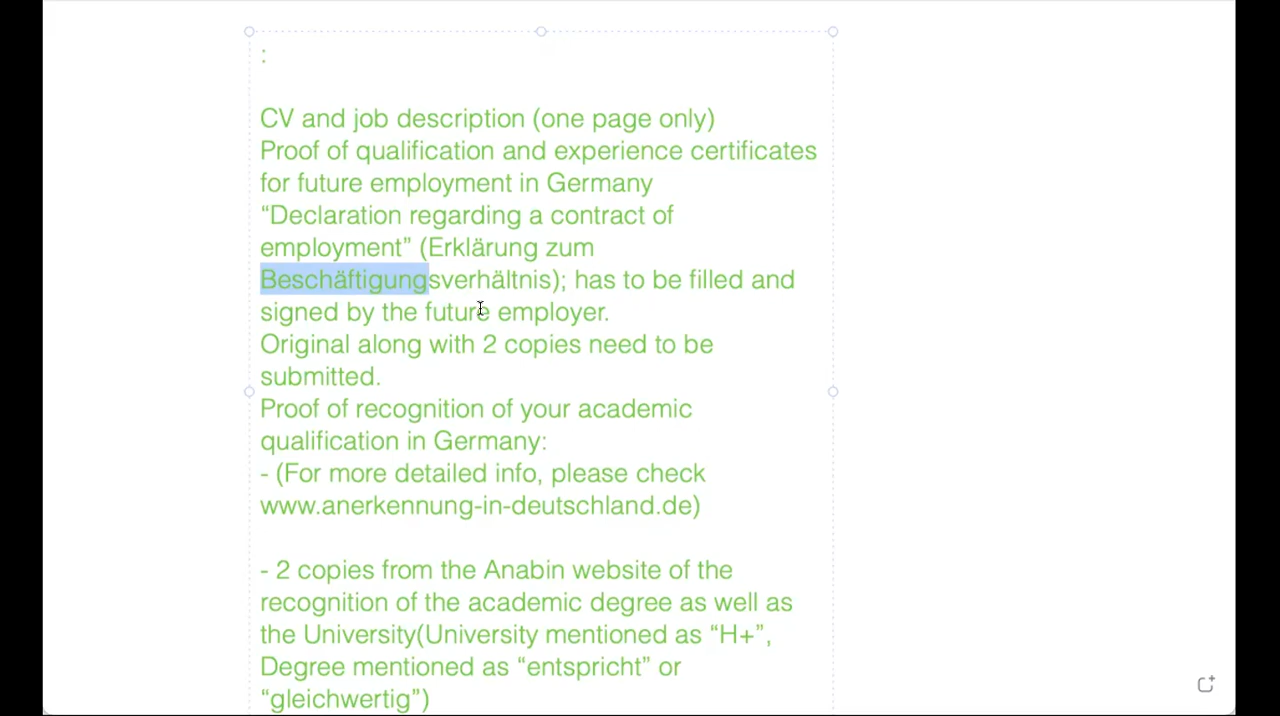 :
CV and job description (one page only)
Proof of qualification and experience certificates
for future employment in Germany
“Declaration regarding a contract of
employment” (Erklärung zum
Beschäftigungsverhältnis); has to be filled and
signed by the future employer.
Original along with 2 copies need to be
submitted.
Proof of recognition of your academic
qualification in Germany:
- (For more detailed info, please check
www.anerkennung-in-deutschland.de)
- 2 copies from the Anabin website of the
recognition of the academic degree as well as
the University(University mentioned as “H+”,
Degree mentioned as “entspricht” or
“gleichwertig”)